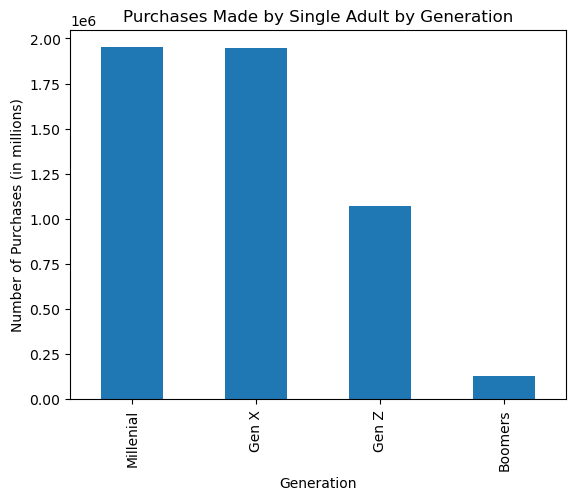 Purchases Made by Single Adult by Generation
1e6
2.00
1.75
1.50
1.25
1.00
0.75
0.50
0.25
0.00
Number of Purchases (in millions)
Millenial
Gen X
Gen Z
Boomers
Generation